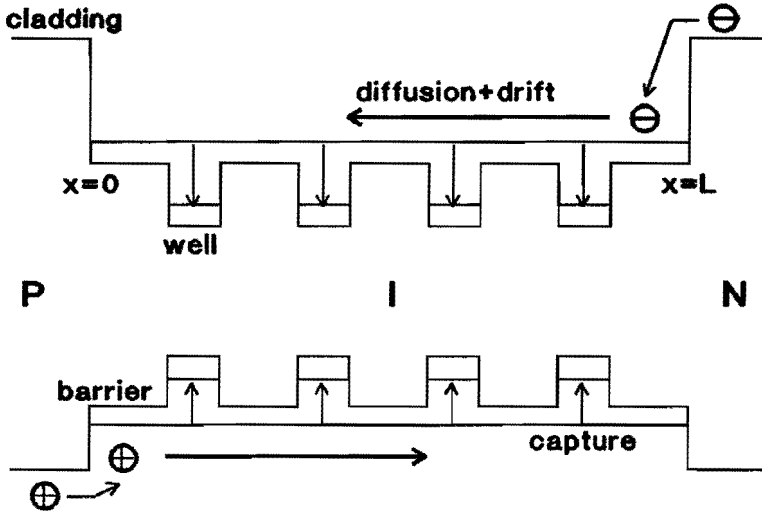 cladding
diffusion+drift
x=0
x=L
well
P
I
N
barrier
capture